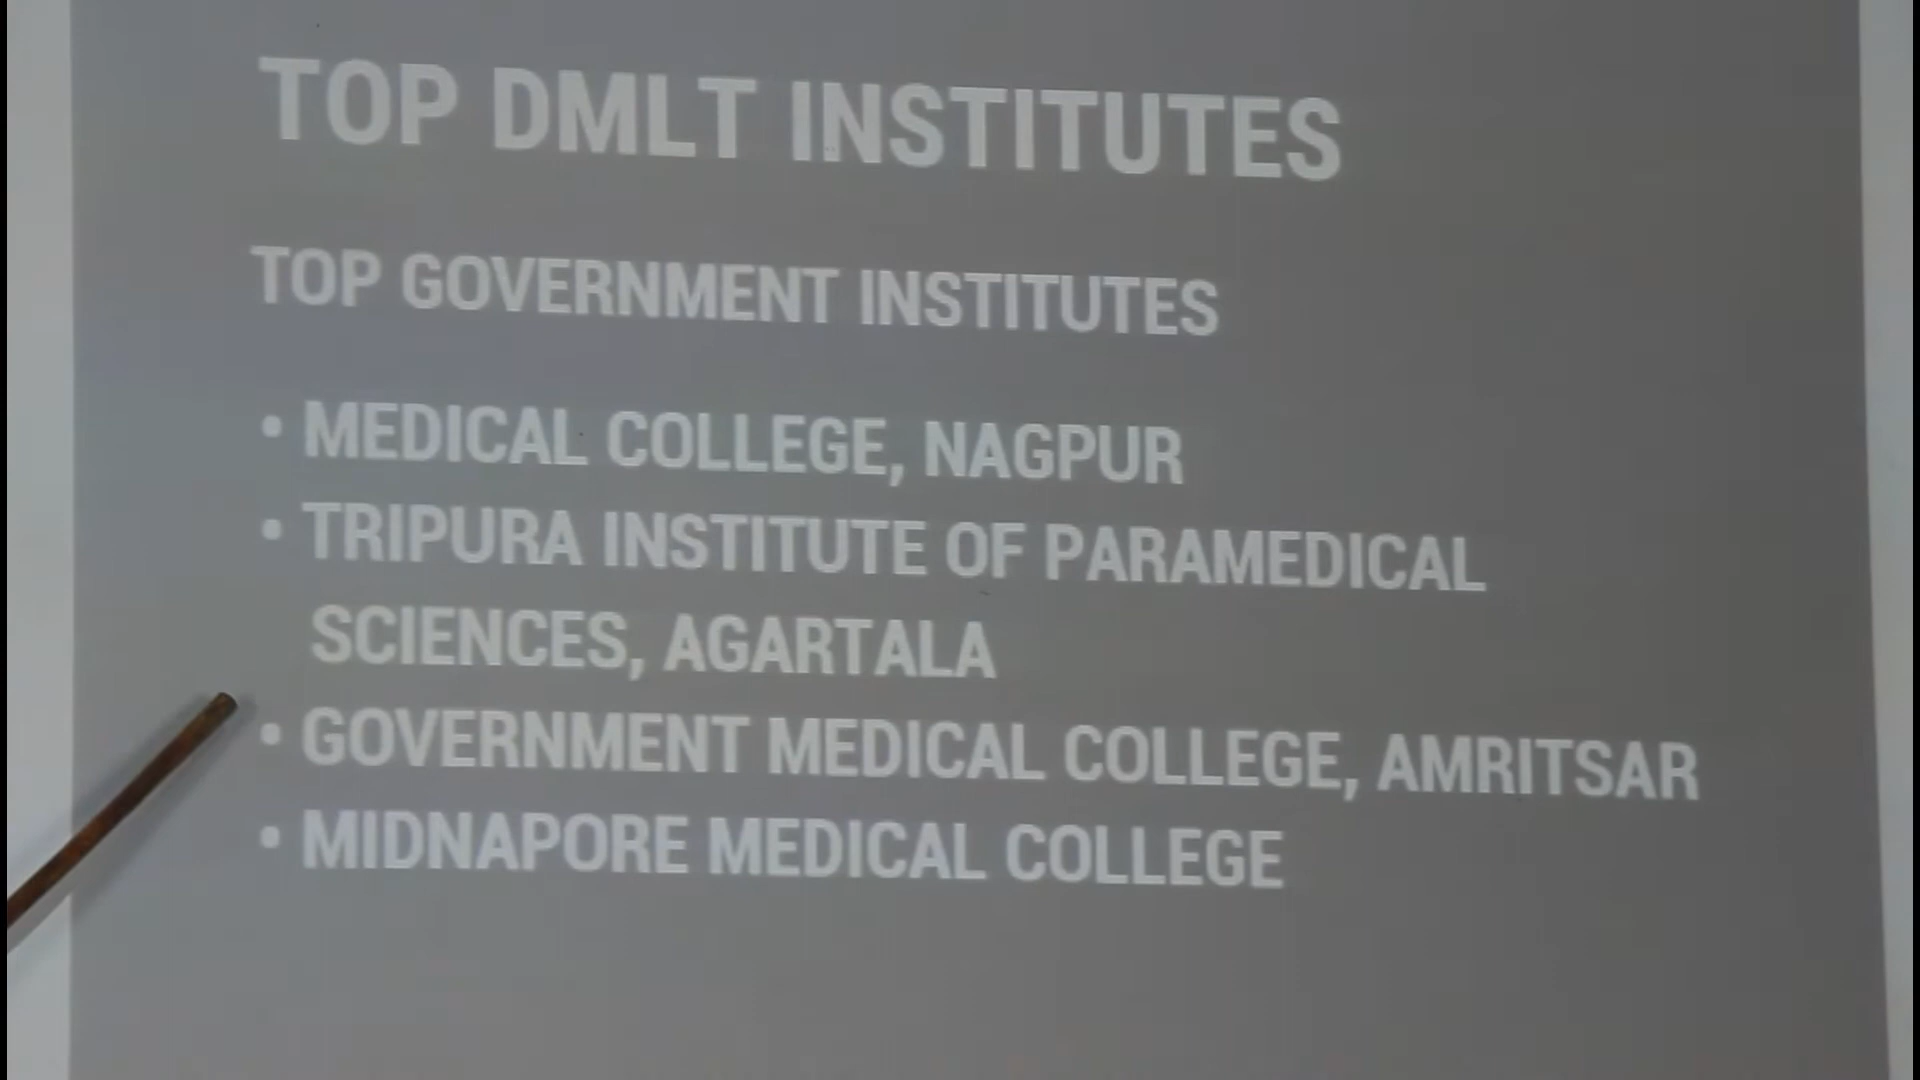 TOP DMLT INSTITUTES
TOP GOVERNMENT INSTITUTES
• MEDICAL COLLEGE, NAGPUR
• TRIPURA INSTITUTE OF PARAMEDICAL
SCIENCES, AGARTALA
• GOVERNMENT MEDICAL COLLEGE, AMRITSAR
• MIDNAPORE MEDICAL COLLEGE